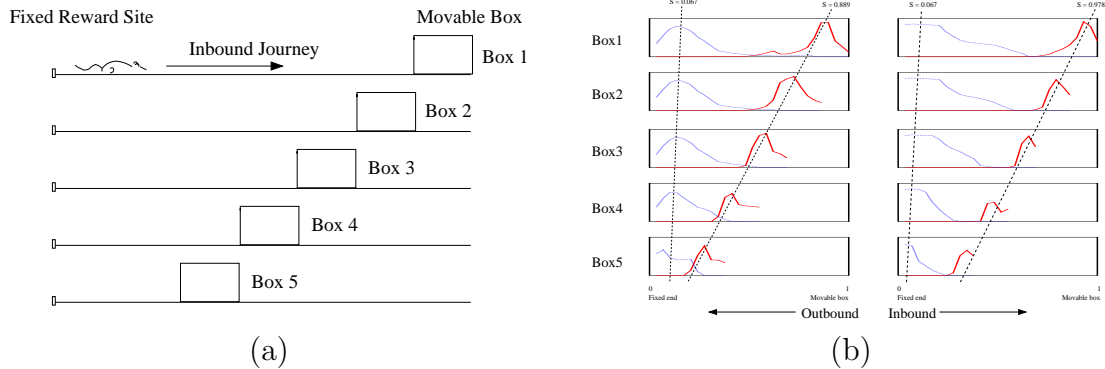 Fixed Reward Site
Movable Box
Inbound Journey
Box 1
Box 2
Box 3
Box 4
Box 5
(a)
S = 0.067
S = 0.889
S = 0.067
S = 0.978
Box1
Box2
Box3
Box4
Box5
0
1
0
1
Fixed end
Movable box
Fixed end
Movable box
Outbound
Inbound
(b)